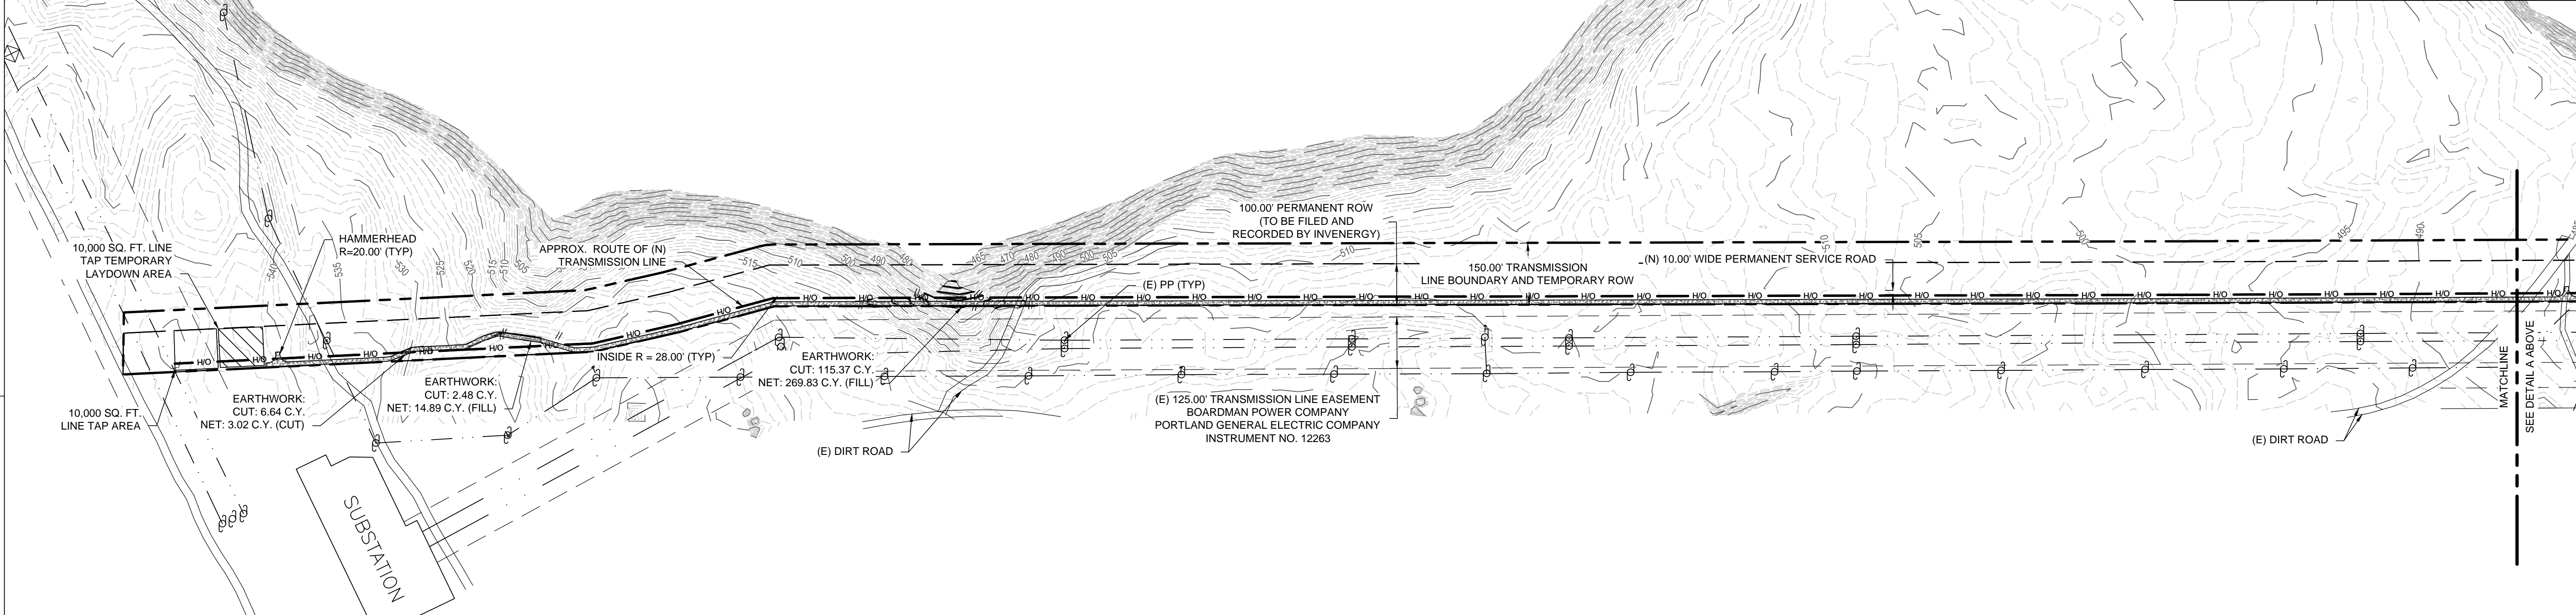 10,000 SQ. FT. LINE
TAP TEMPORARY
LAYDOWN AREA
HAMMERHEAD
R=20.00' (TYP)
APPROX. ROUTE OF (N)
TRANSMISSION LINE
100.00' PERMANENT ROW
(TO BE FILED AND
RECORDED BY INVENERGY)
150.00' TRANSMISSION
LINE BOUNDARY AND TEMPORARY ROW
(N) 10.00' WIDE PERMANENT SERVICE ROAD
(E) PP (TYP)
540
535
530
525
520
515
510
505
515
510
500
490
480
465
470
480
490
500
505
510
510
505
500
495
490
H/O H/O H/O H/O H/O H/O H/O H/O H/O
INSIDE R = 28.00' (TYP)
EARTHWORK:
CUT: 115.37 C.Y.
NET: 269.83 C.Y. (FILL)
EARTHWORK:
CUT: 2.48 C.Y.
NET: 14.89 C.Y. (FILL)
EARTHWORK:
CUT: 6.64 C.Y.
NET: 3.02 C.Y. (CUT)
10,000 SQ. FT.
LINE TAP AREA
(E) DIRT ROAD
(E) 125.00' TRANSMISSION LINE EASEMENT
BOARDMAN POWER COMPANY
PORTLAND GENERAL ELECTRIC COMPANY
INSTRUMENT NO. 12263
(E) DIRT ROAD
MATCHLINE
SEE DETAIL A ABOVE
SUBSTATION